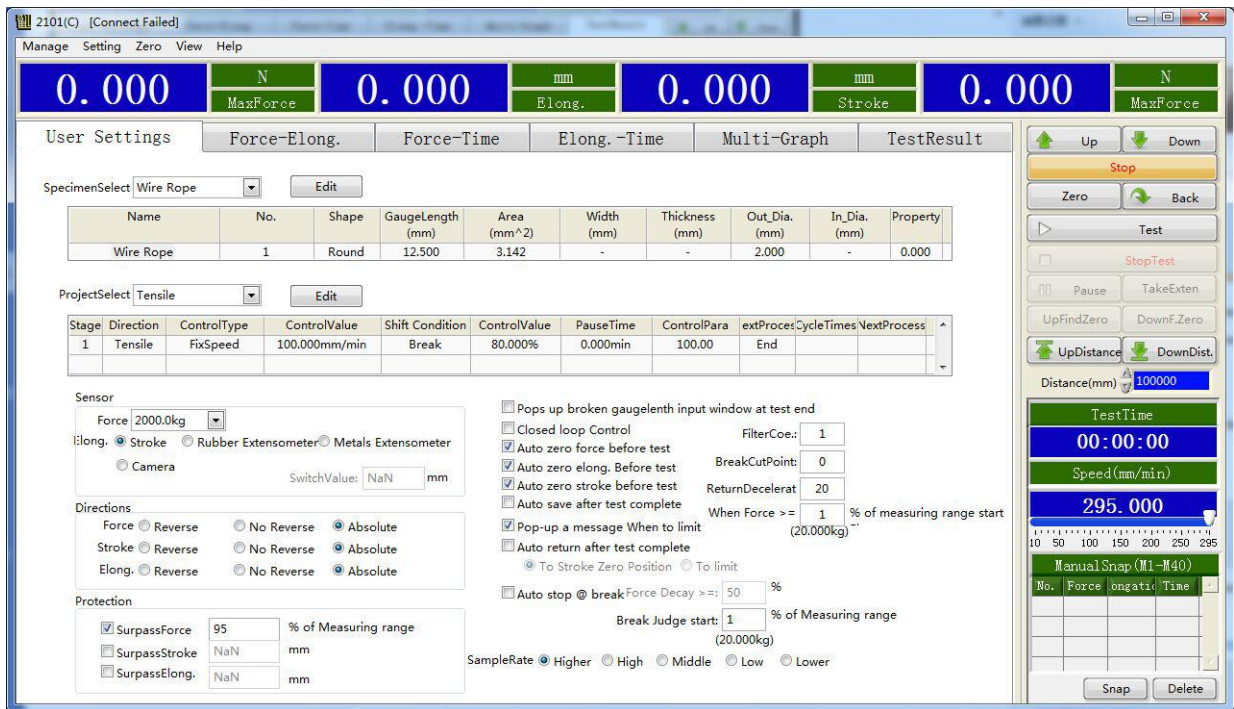 2101(C) [Connect Failed]
Manage Setting Zero View Help
0.000 N MaxForce 0.000 mm Elong. 0.000 mm Stroke 0.000 N MaxForce
User Settings Force-Elong. Force-Time Elong.-Time Multi-Graph TestResult
SpecimenSelect Wire Rope Edit
Name No. Shape GaugeLength (mm) Area (mm^2) Width (mm) Thickness (mm) Out_Dia. (mm) In_Dia. (mm) Property
Wire Rope 1 Round 12.500 3.142 - - 2.000 - 0.000
ProjectSelect Tensile Edit
Stage Direction ControlType ControlValue Shift Condition ControlValue PauseTime ControlPara extProces CycleTimes NextProcess
1 Tensile FixSpeed 100.000mm/min Break 80.000% 0.000min 100.00 End
Sensor
Force 2000.0kg
Elong. Stroke Rubber Extensometer Metals Extensometer
Camera
SwitchValue: NaN mm
Directions
Force Reverse No Reverse Absolute
Stroke Reverse No Reverse Absolute
Elong. Reverse No Reverse Absolute
Protection
SurpassForce 95 % of Measuring range
SurpassStroke NaN mm
SurpassElong. NaN mm
Pops up broken gaugelenth input window at test end
Closed loop Control
FilterCoe.: 1
Auto zero force before test
BreakCutPoint: 0
Auto zero elong. Before test
Auto zero stroke before test
ReturnDecelerat 20
Auto save after test complete
When Force >= 1 % of measuring range start
(20.000kg)
Pop-up a message When to limit
Auto return after test complete
To Stroke Zero Position To limit
Auto stop @ break Force Decay >=: 50 %
Break Judge start: 1 % of Measuring range
(20.000kg)
SampleRate Higher High Middle Low Lower
Up Down
Stop
Zero Back
Test
StopTest
Pause TakeExten
UpFindZero DownF.Zero
UpDistance DownDist.
Distance(mm) 100000
TestTime
00:00:00
Speed(mm/min)
295.000
10 50 100 150 200 250 295
ManualSnap(M1-M40)
No. Force longatic Time
Snap Delete